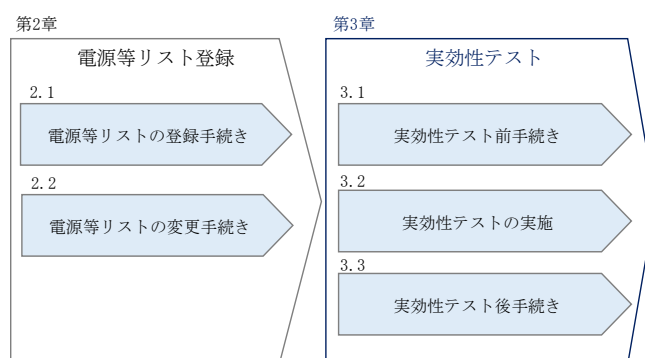 第2章
電源等リスト登録
2.1
電源等リストの登録手続き
2.2
電源等リストの変更手続き
第3章
実効性テスト
3.1
実効性テスト前手続き
3.2
実効性テストの実施
3.3
実効性テスト後手続き